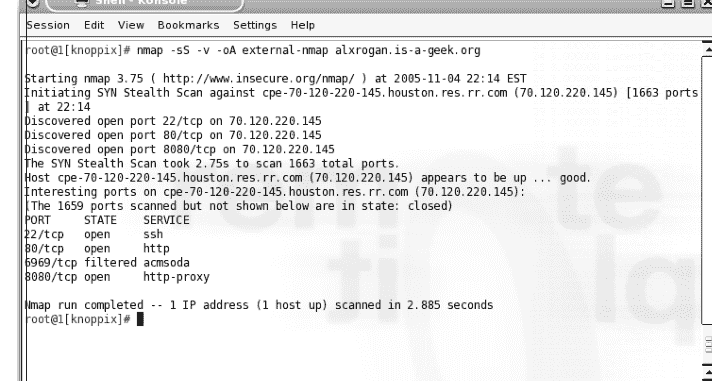 Shell - Konsole
Session Edit View Bookmarks Settings Help
root@1[knoppix]# nmap -sS -v -oA external-nmap alxrogan.is-a-geek.org
Starting nmap 3.75 ( http://www.insecure.org/nmap/ ) at 2005-11-04 22:14 EST
Initiating SYN Stealth Scan against cpe-70-120-220-145.houston.res.rr.com (70.120.220.145) [1663 ports
] at 22:14
Discovered open port 22/tcp on 70.120.220.145
Discovered open port 80/tcp on 70.120.220.145
Discovered open port 8080/tcp on 70.120.220.145
The SYN Stealth Scan took 2.75s to scan 1663 total ports.
Host cpe-70-120-220-145.houston.res.rr.com (70.120.220.145) appears to be up ... good.
Interesting ports on cpe-70-120-220-145.houston.res.rr.com (70.120.220.145):
(The 1659 ports scanned but not shown below are in state: closed)
PORT STATE SERVICE
22/tcp open ssh
80/tcp open http
6969/tcp filtered acmsoda
8080/tcp open http-proxy
Nmap run completed -- 1 IP address (1 host up) scanned in 2.885 seconds
root@1[knoppix]#